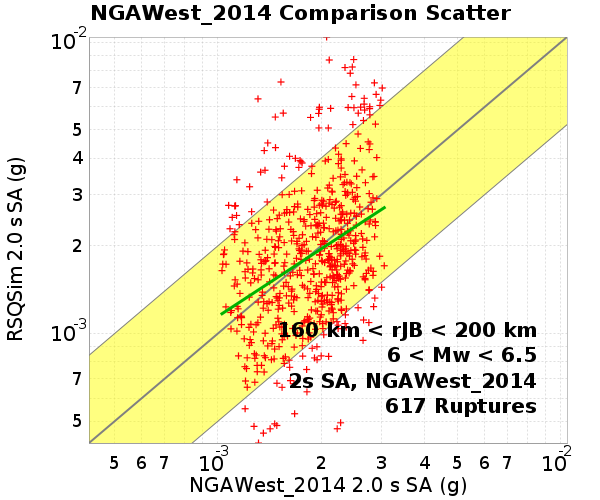 NGAWest_2014 Comparison Scatter
RSQSim 2.0 s SA (g)
10-2
7
5
4
3
2
10-3
7
5
160 km < rJB < 200 km
6 < Mw < 6.5
2s SA, NGAWest_2014
617 Ruptures
5 6 7 10-3 2 3 4 5 6 7 10-2
NGAWest_2014 2.0 s SA (g)